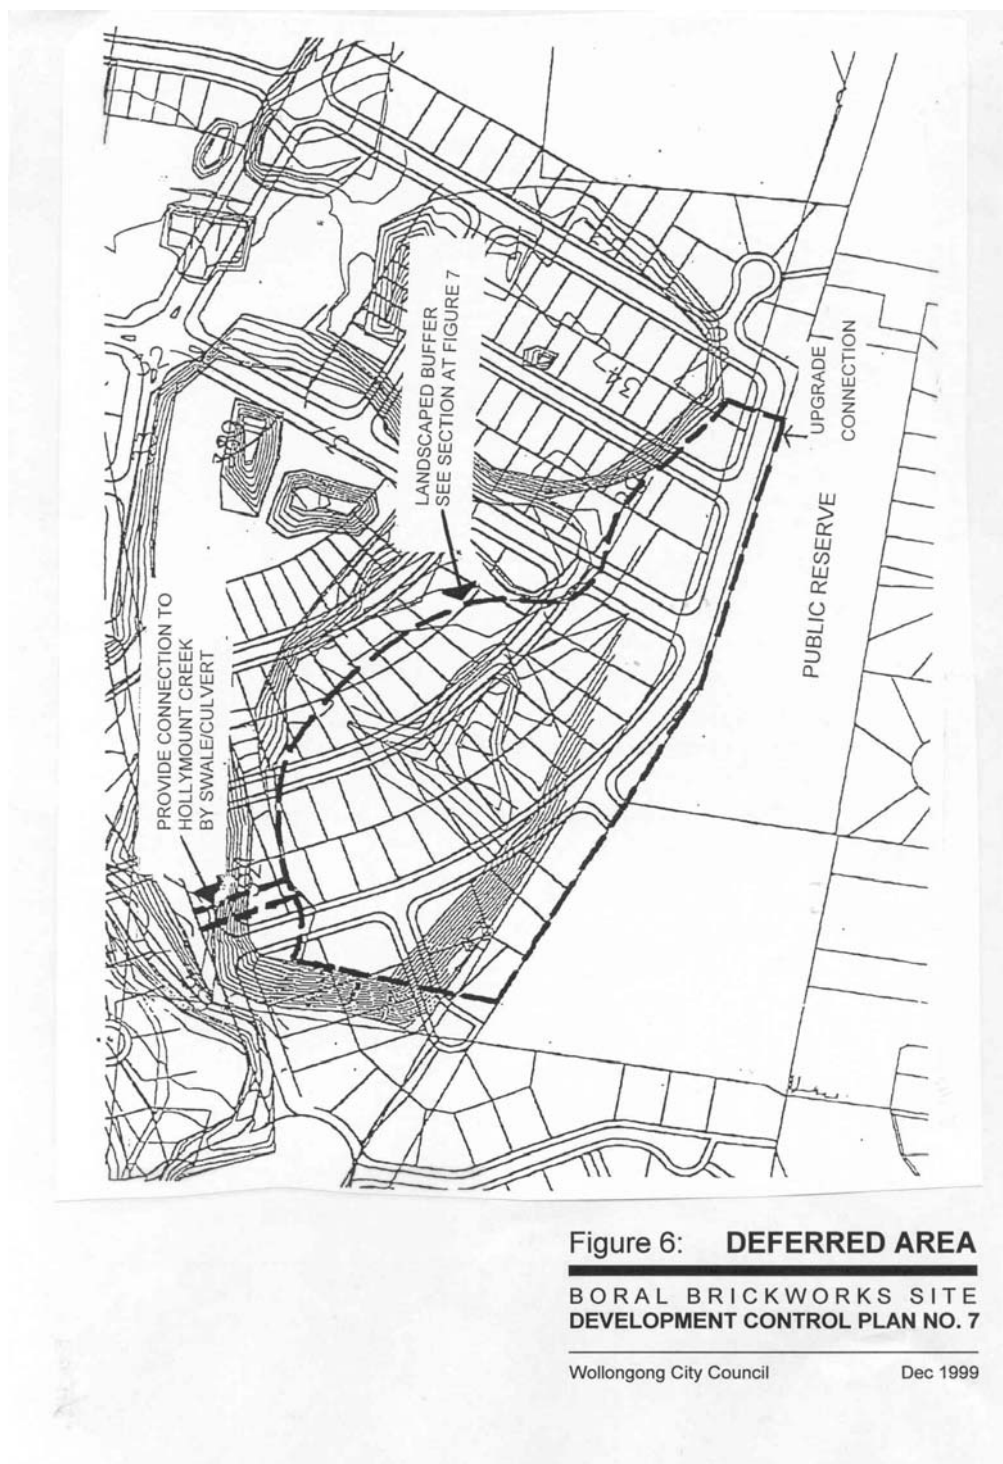 PROVIDE CONNECTION TO
HOLLYMOUNT CREEK
BY SWALE/CULVERT
LANDSCAPED BUFFER
SEE SECTION AT FIGURE 7
347
UPGRADE
CONNECTION
PUBLIC RESERVE
Figure 6: DEFERRED AREA
BORAL BRICKWORKS SITE
DEVELOPMENT CONTROL PLAN NO. 7
Wollongong City Council Dec 1999